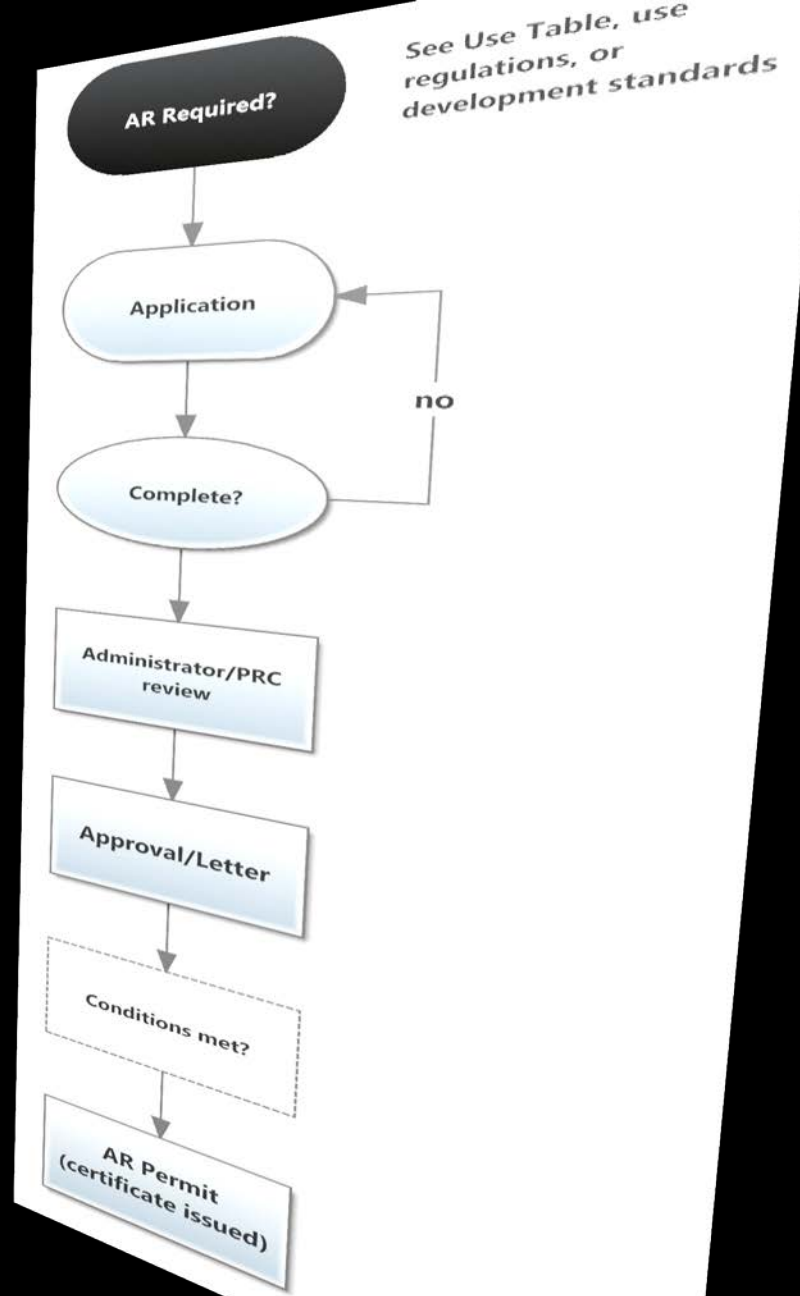 AR Required?
See Use Table, use
regulations, or
development standards
Application
no
Complete?
Administrator/PRC
review
Approval/Letter
Conditions met?
AR Permit
(certificate issued)